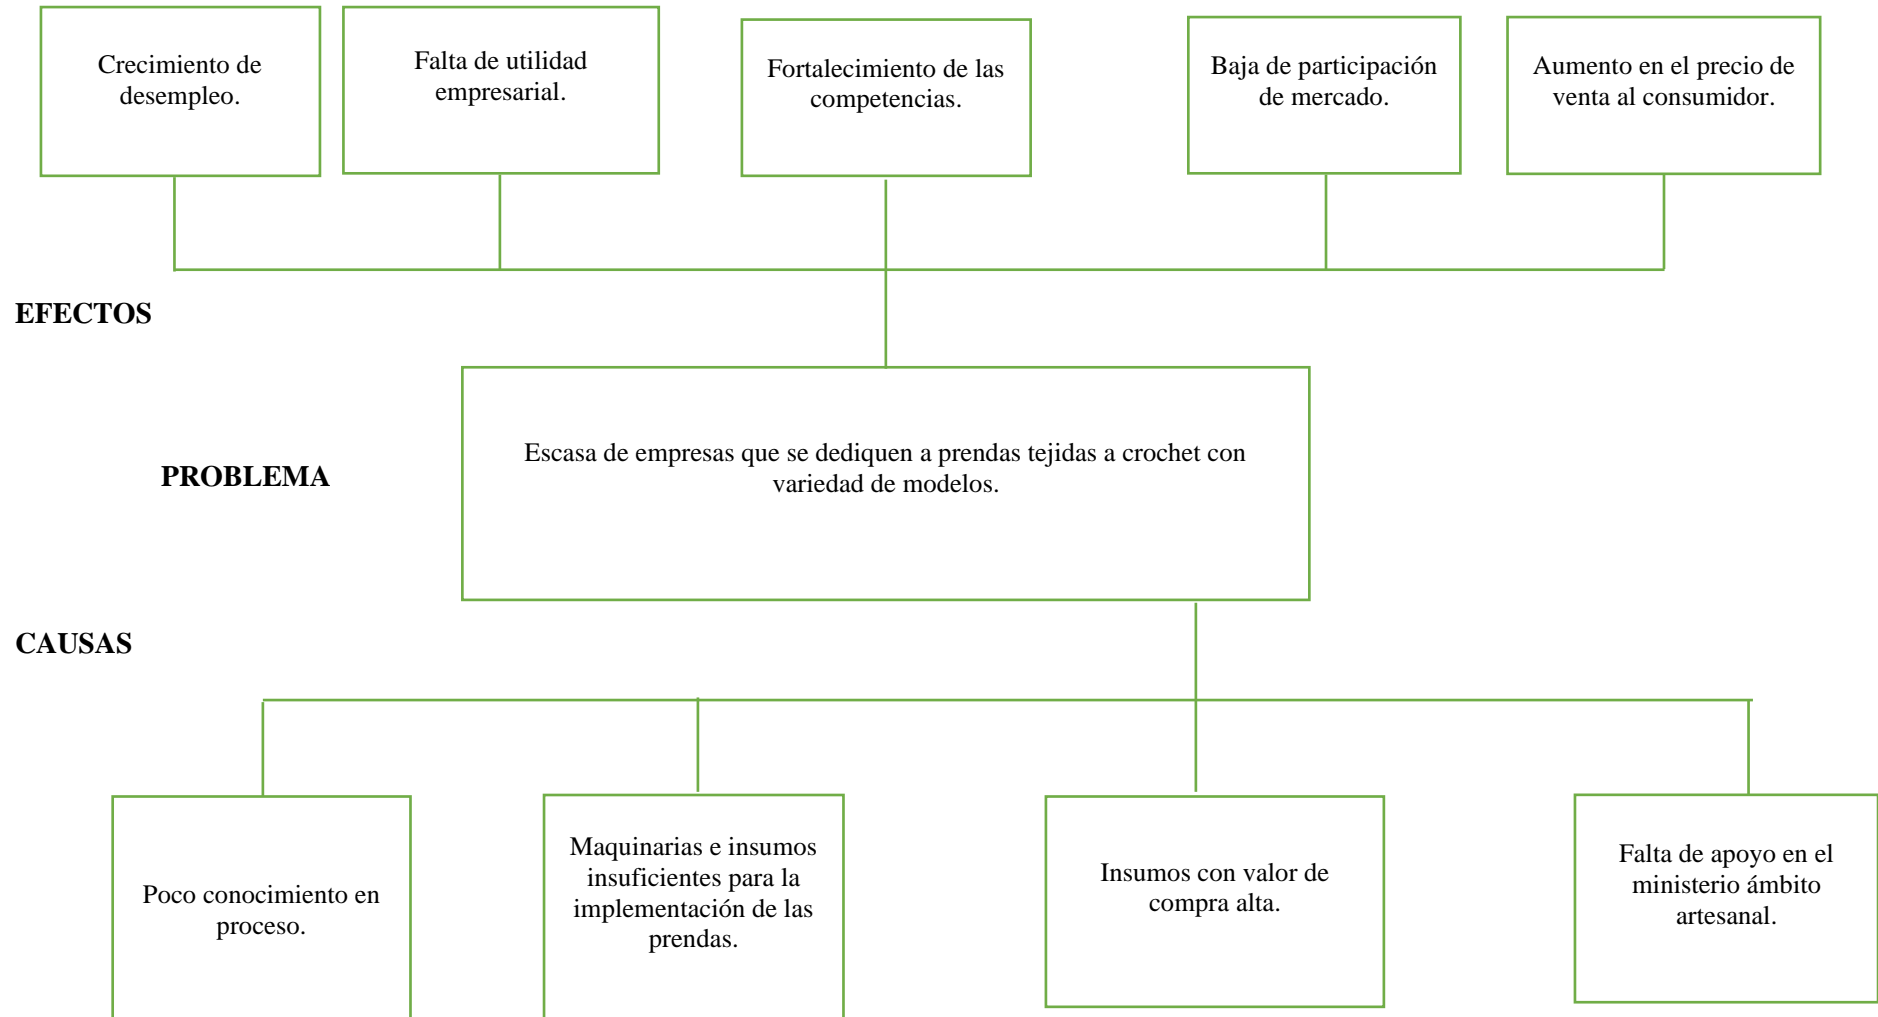 Crecimiento de
desempleo.
Falta de utilidad
empresarial.
Fortalecimiento de las
competencias.
Baja de participación
de mercado.
Aumento en el precio de
venta al consumidor.
EFECTOS
PROBLEMA
Escasa de empresas que se dediquen a prendas tejidas a crochet con
variedad de modelos.
CAUSAS
Poco conocimiento en
proceso.
Maquinarias e insumos
insuficientes para la
implementación de las
prendas.
Insumos con valor de
compra alta.
Falta de apoyo en el
ministerio ámbito
artesanal.